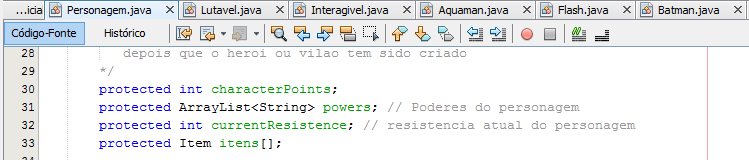 ...icia Personagem.java Lutavel.java Interagivel.java Aquaman.java Flash.java Batman.java
Código-Fonte Histórico
28 depois que o heroi ou vilao tem sido criado
29 */
30 protected int characterPoints;
31 protected ArrayList<String> powers; // Poderes do personagem
32 protected int currentResistence; // resistencia atual do personagem
33 protected Item itens[];